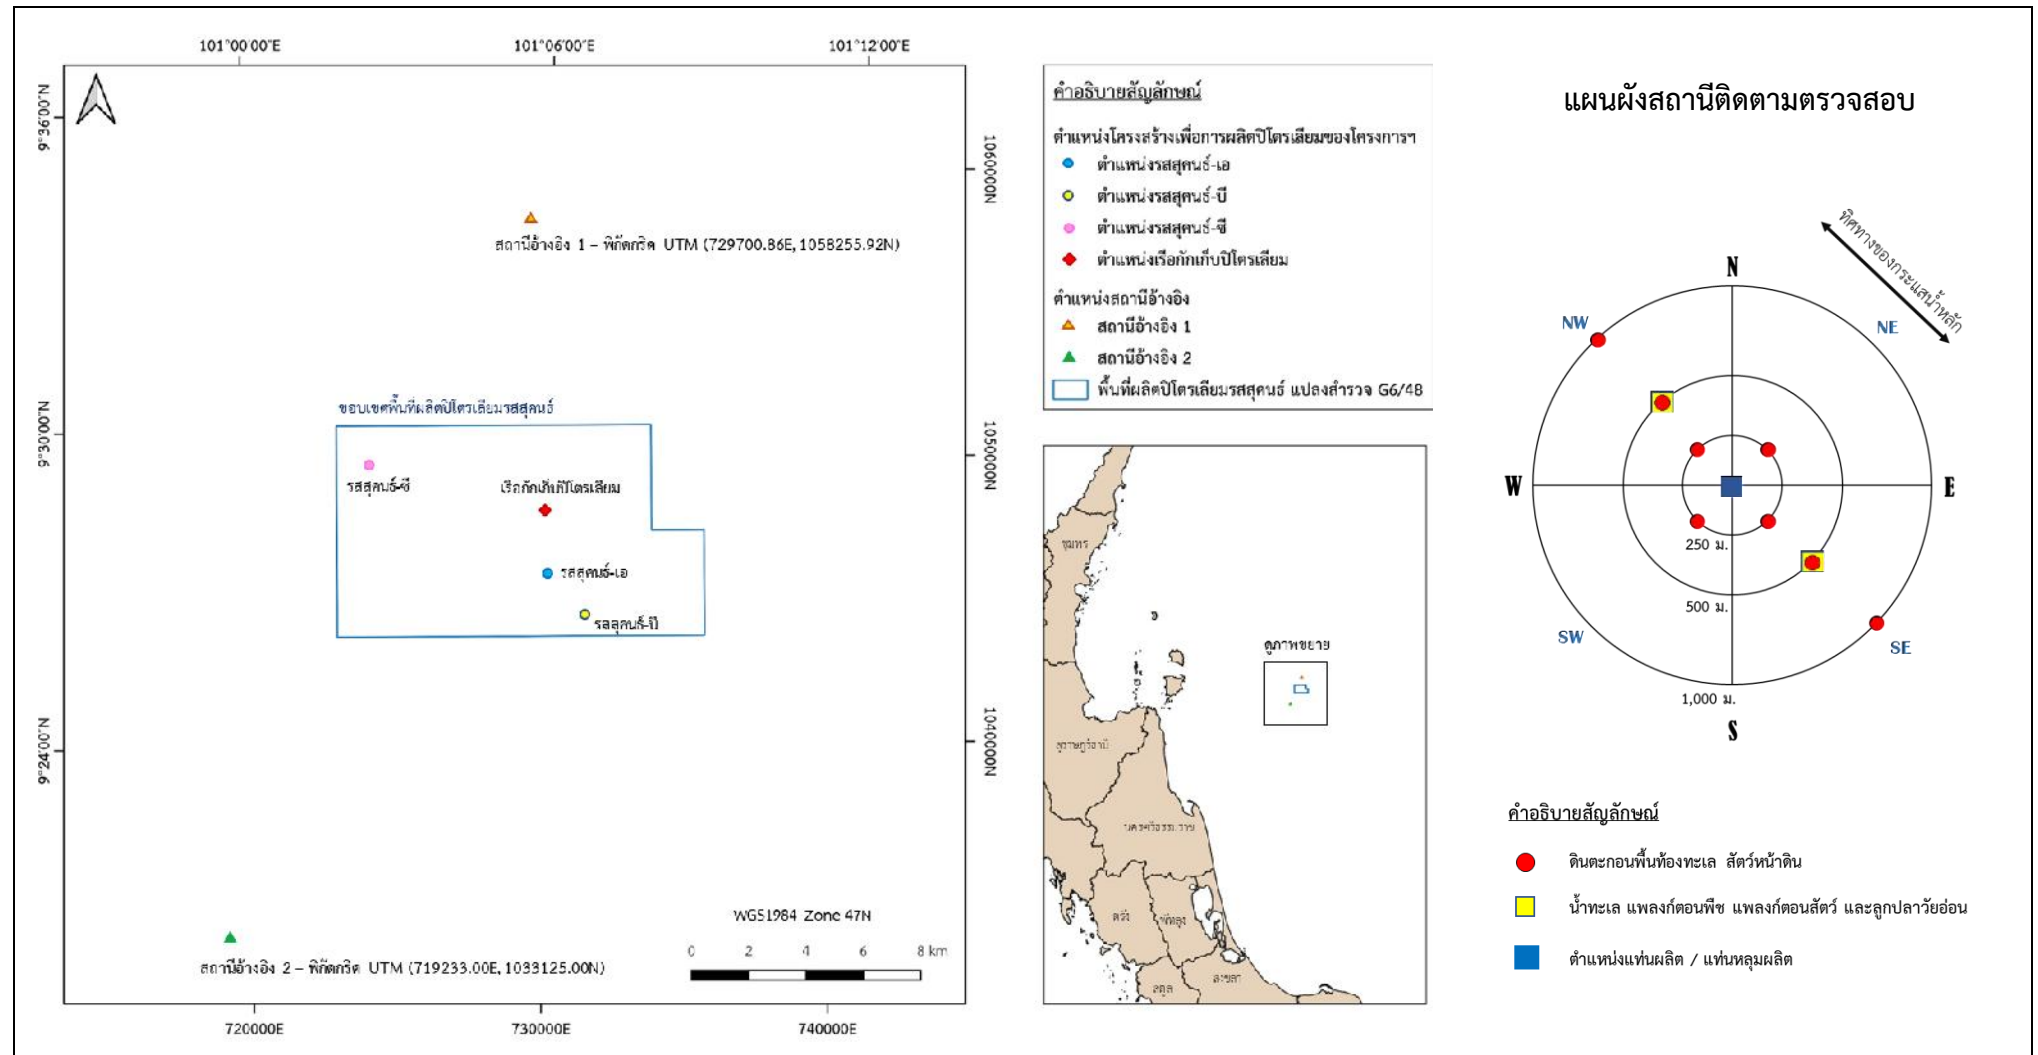 101°00'00"E
101°06'00"E
101°12'00"E
9°36'00"N
9°30'00"N
9°24'00"N
1060000N
1050000N
1040000N
720000E
730000E
740000E
สถานีอ้างอิง 1 – พิกัดกริด UTM (729700.86E, 1058255.92N)
ขอบเขตพื้นที่ผลิตปิโตรเลียมรสสุคนธ์
รสสุคนธ์-ซี
เรือกักเก็บปิโตรเลียม
รสสุคนธ์-เอ
รสสุคนธ์-บี
สถานีอ้างอิง 2 – พิกัดกริด UTM (719233.00E, 1033125.00N)
WGS1984 Zone 47N
0 2 4 6 8 km
คำอธิบายสัญลักษณ์
ตำแหน่งโครงสร้างเพื่อการผลิตปิโตรเลียมของโครงการฯ
ตำแหน่งรสสุคนธ์-เอ
ตำแหน่งรสสุคนธ์-บี
ตำแหน่งรสสุคนธ์-ซี
ตำแหน่งเรือกักเก็บปิโตรเลียม
ตำแหน่งสถานีอ้างอิง
สถานีอ้างอิง 1
สถานีอ้างอิง 2
พื้นที่ผลิตปิโตรเลียมรสสุคนธ์ แปลงสำรวจ G6/48
ชุมพร
ดูภาพขยาย
สุราษฎร์ธานี
นครศรีธรรมราช
ตรัง
พัทลุง
สตูล
สงขลา
แผนผังสถานีติดตามตรวจสอบ
ทิศทางของกระแสน้ำหลัก
N
NW
NE
W
E
250 ม.
500 ม.
SW
SE
1,000 ม.
S
คำอธิบายสัญลักษณ์
ดินตะกอนพื้นท้องทะเล สัตว์หน้าดิน
น้ำทะเล แพลงก์ตอนพืช แพลงก์ตอนสัตว์ และลูกปลาวัยอ่อน
ตำแหน่งแท่นผลิต / แท่นหลุมผลิต